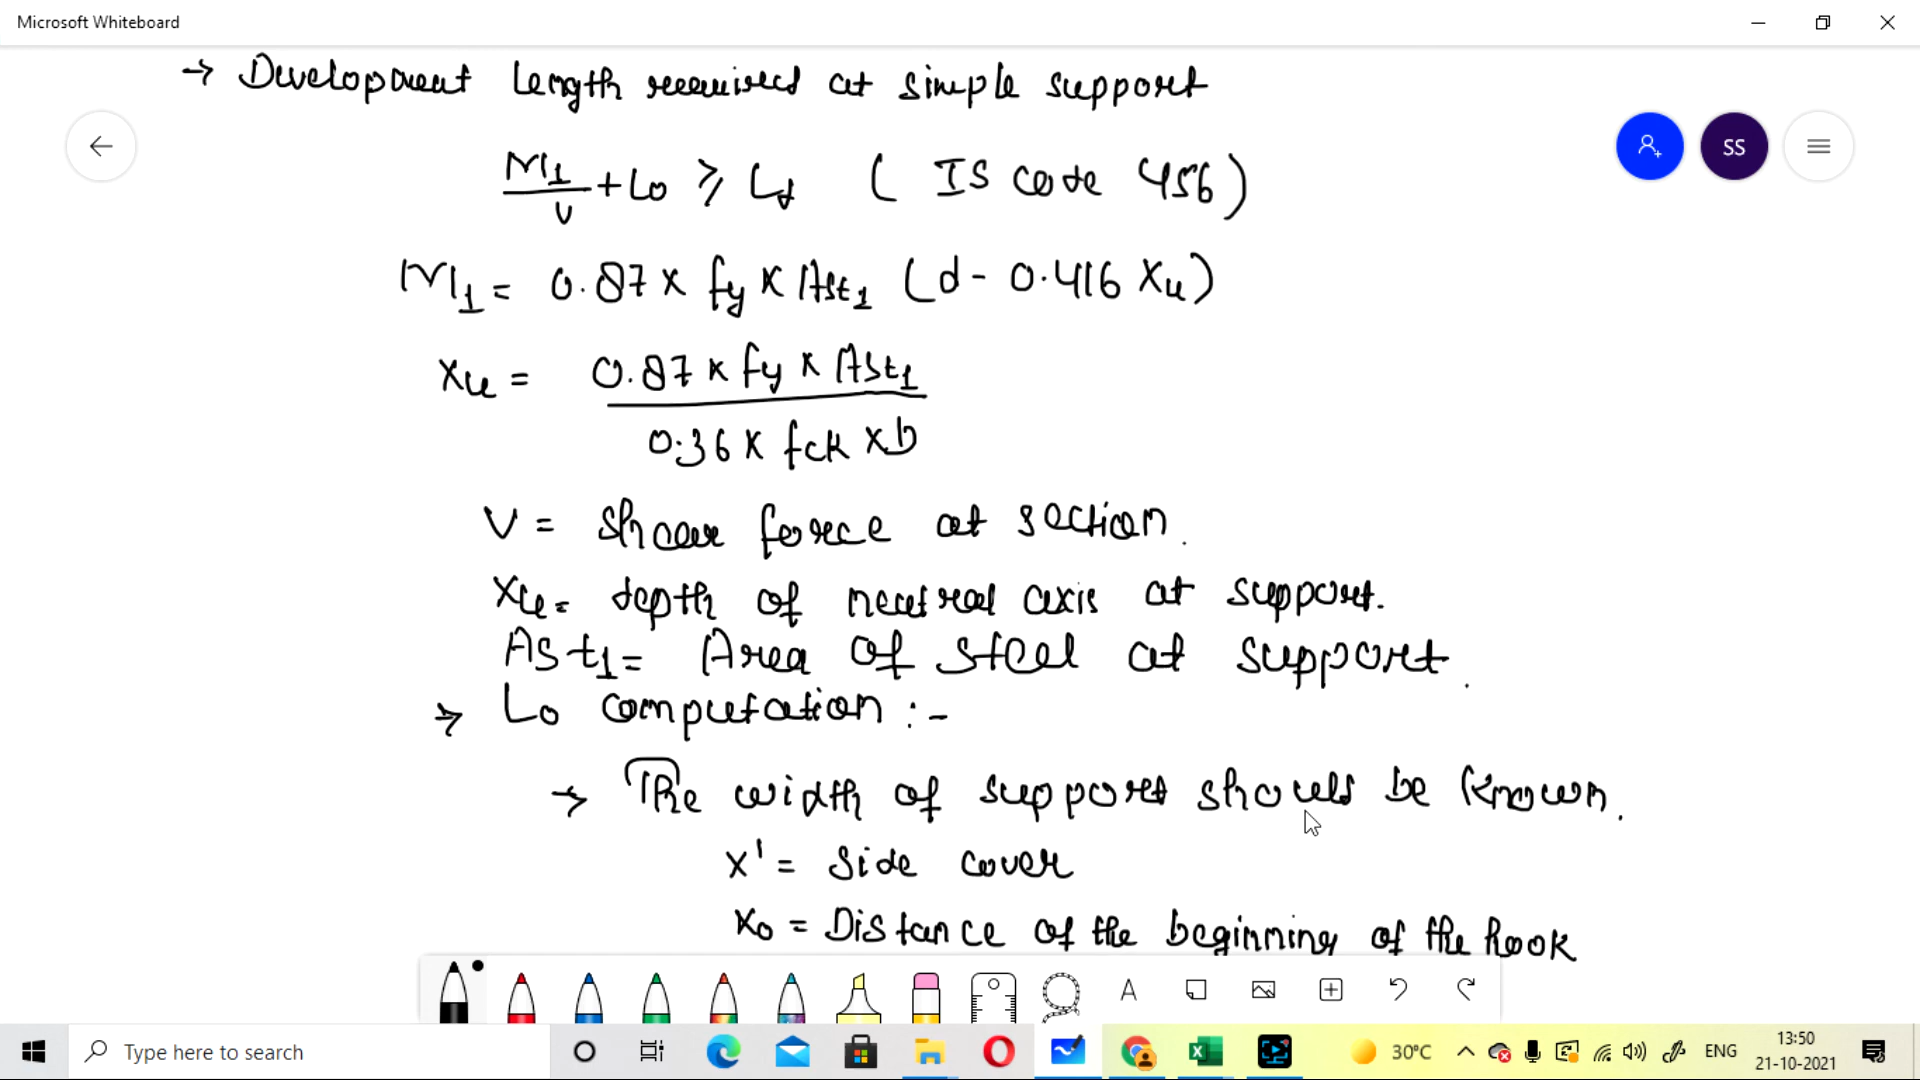 Microsoft Whiteboard
→ Development length required at simple support
SS
M1/V + Lo ⩾ Ld ( IS code 456)
M1 = 0.87 x fy x Ast1 (d - 0.416 Xu)
Xu = 0.87 x fy x Ast1 / 0.36 x fck x b
V = Shear force at section.
Xu = depth of neutral axis at support.
Ast1 = Area of Steel at support.
→ Lo computation :-
→ The width of support should be known.
x' = Side cover
Xo = Distance of the beginning of the hook
A
Type here to search
30°C
ENG
13:50
21-10-2021